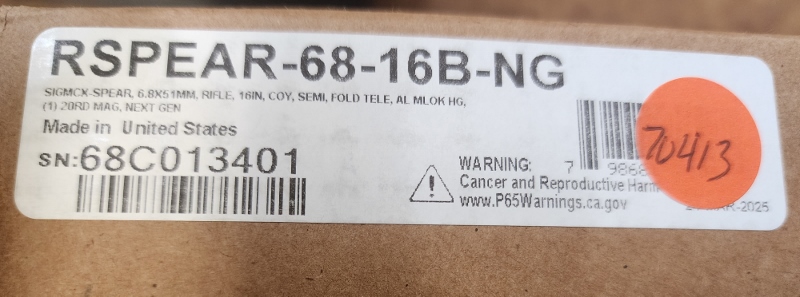 RSPEAR-68-16B-NG
SIGMCX-SPEAR, 6.8X51MM, RIFLE, 16IN, COY, SEMI, FOLD TELE, AL MLOK HG,
(1) 20RD MAG, NEXT GEN
Made in United States
SN:68C013401
WARNING:
Cancer and Reproductive Harm
www.P65Warnings.ca.gov
7 9868
70413
-2025